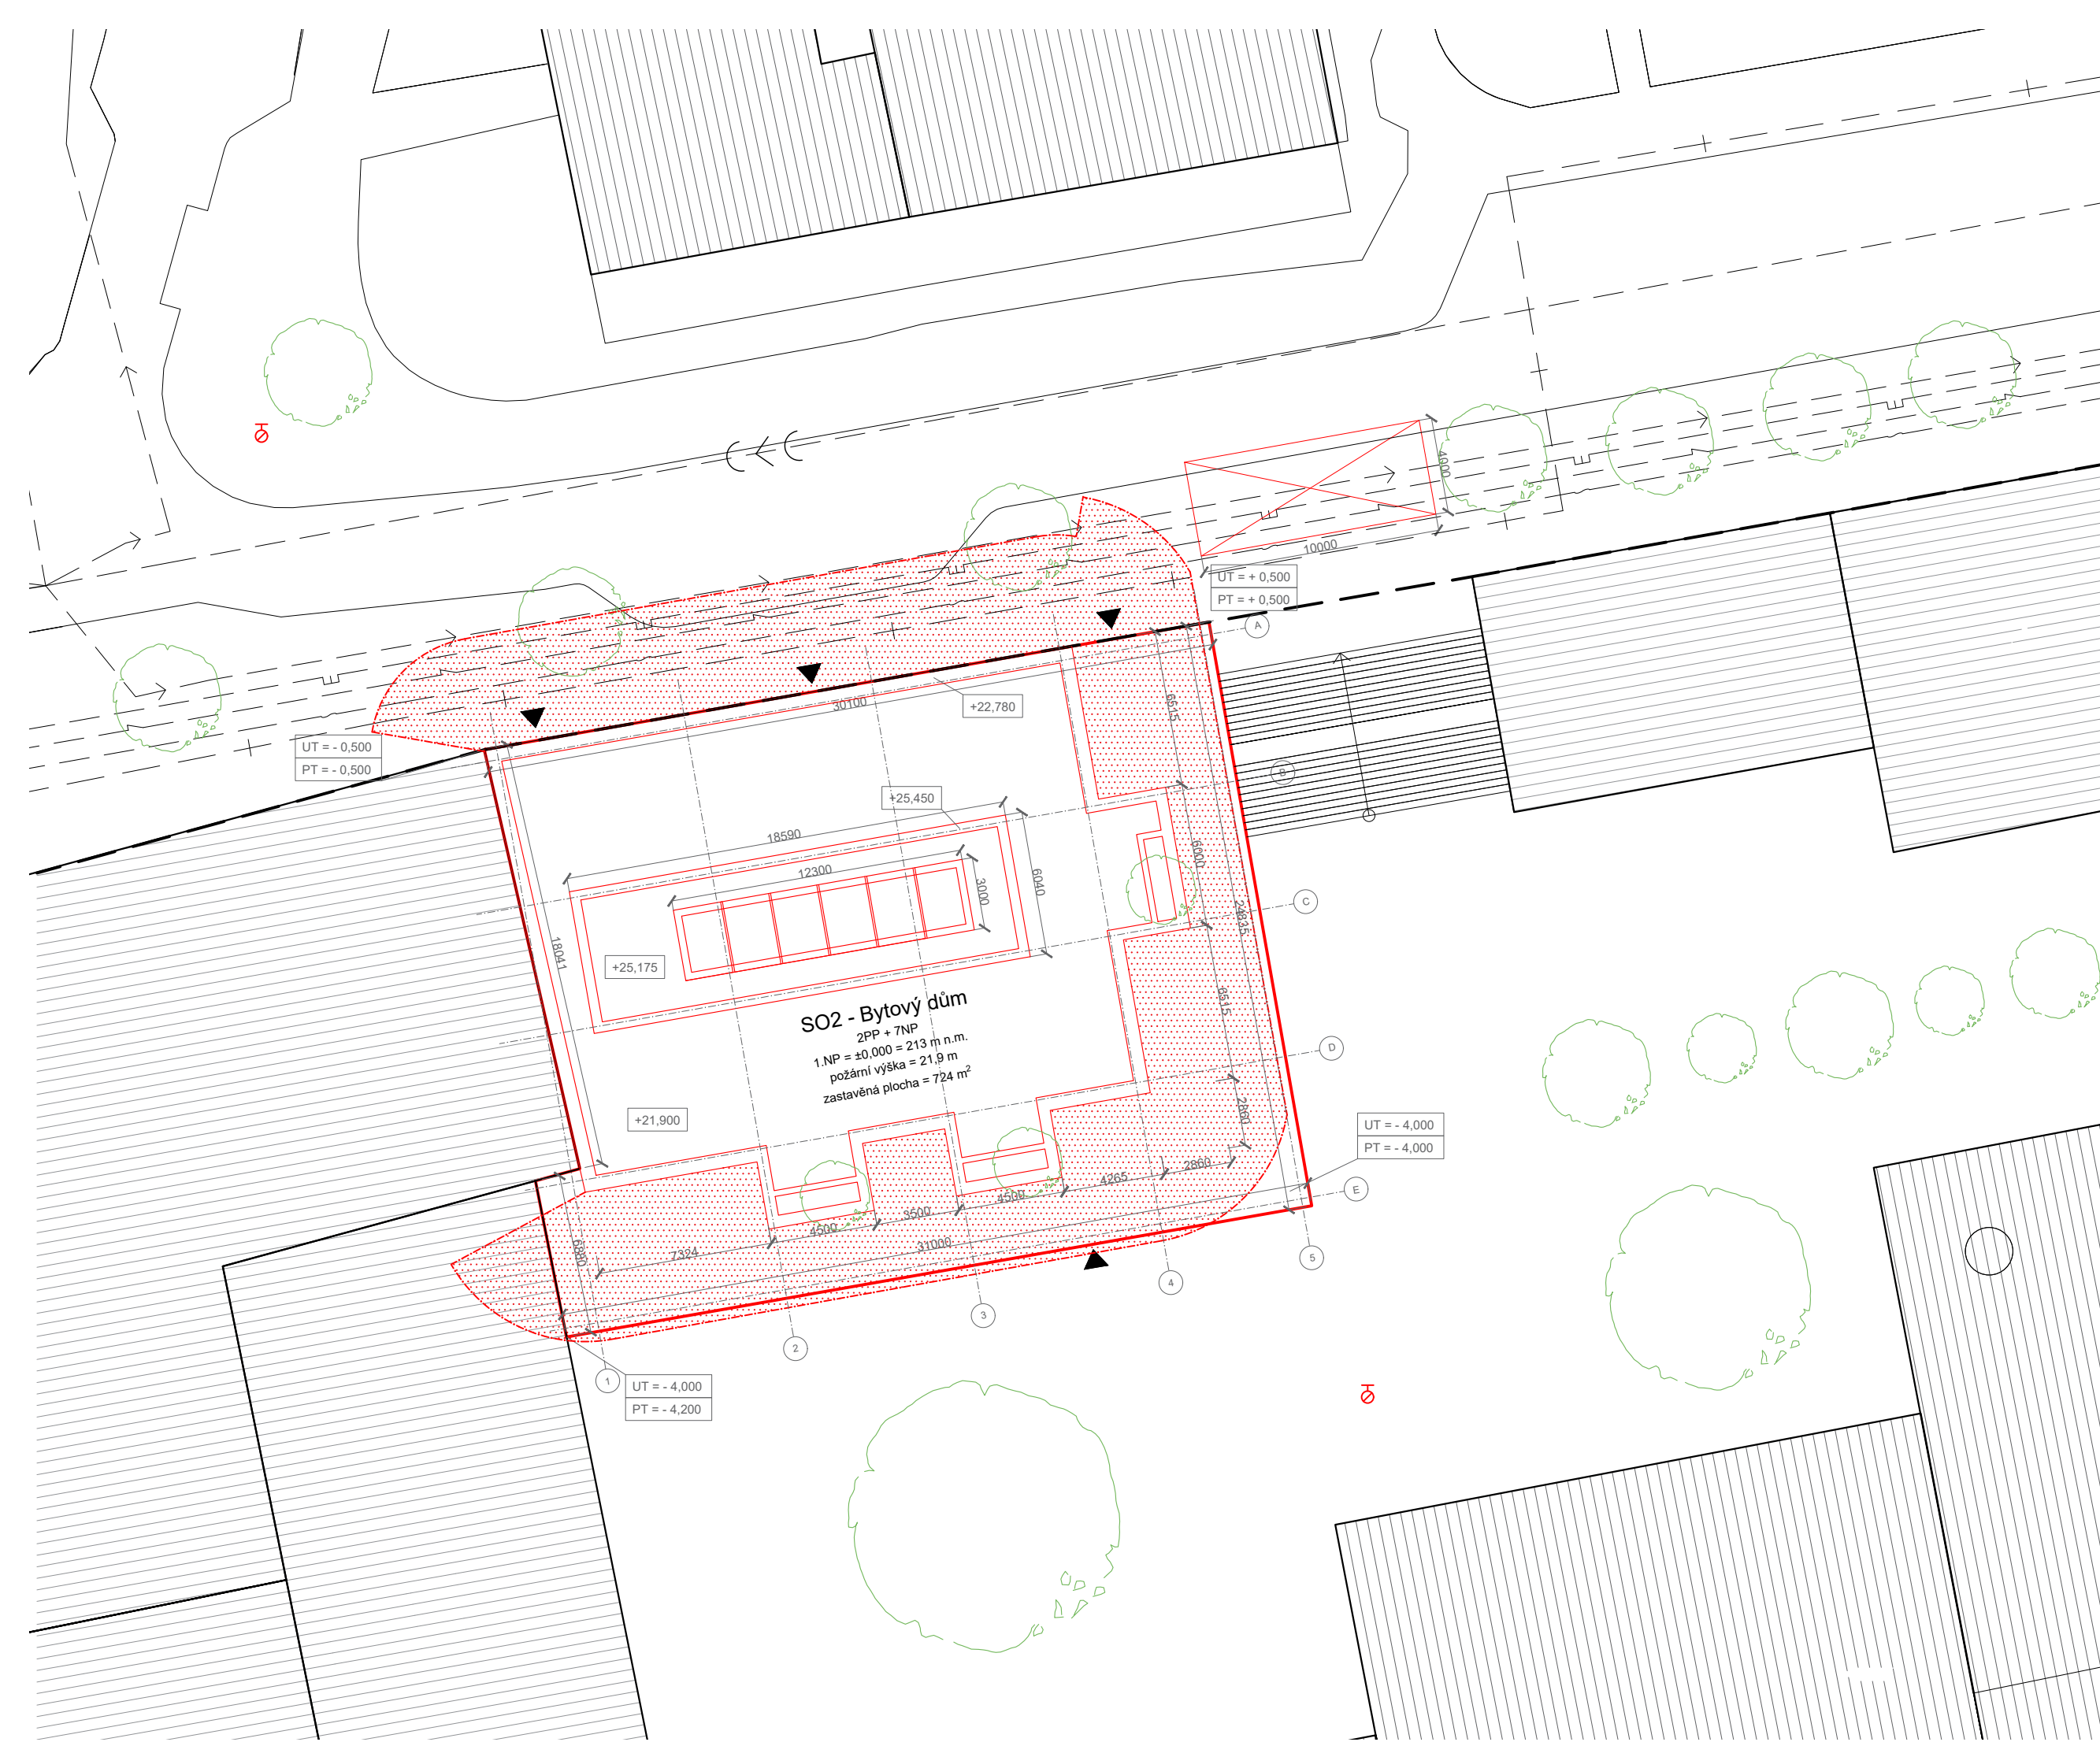 4000
10000
UT = + 0,500
PT = + 0,500
A
6515
30100
+22,780
UT = - 0,500
PT = - 0,500
B
+25,450
18590
6000
12300
3000
6040
C
24835
18041
+25,175
6515
SO2 - Bytový dům
2PP + 7NP
1.NP = ±0,000 = 213 m n.m.
požární výška = 21,9 m
zastavěná plocha = 724 m²
D
+21,900
2860
UT = - 4,000
PT = - 4,000
2860
4265
4500
3500
4500
7324
31000
6880
E
5
4
3
2
1
UT = - 4,000
PT = - 4,200